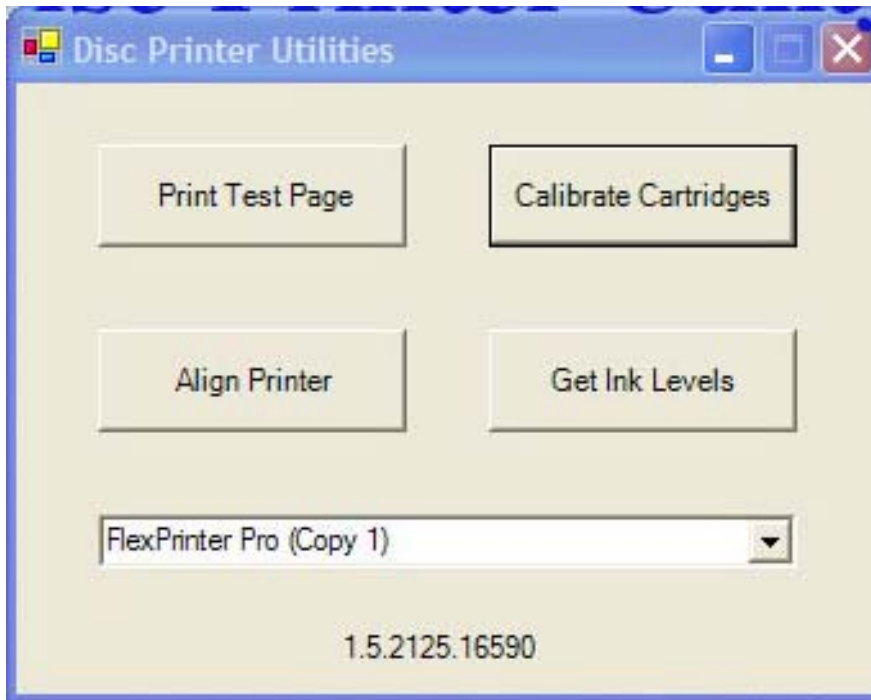 Disc Printer Utilities
Print Test Page
Calibrate Cartridges
Align Printer
Get Ink Levels
FlexPrinter Pro (Copy 1)
1.5.2125.16590